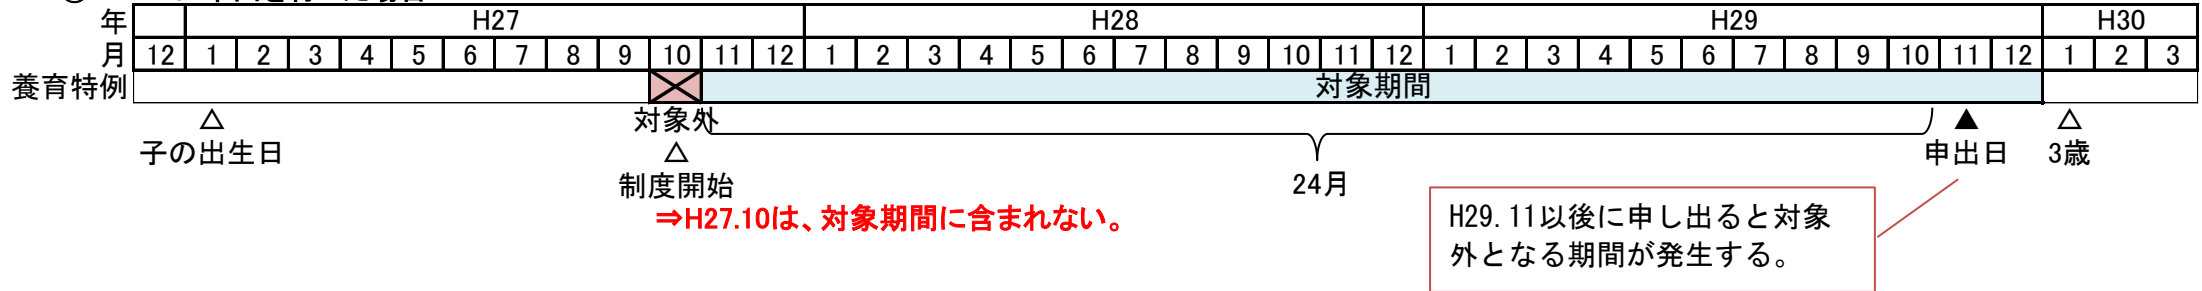 年 H27 H28 H29 H30
月 12 1 2 3 4 5 6 7 8 9 10 11 12 1 2 3 4 5 6 7 8 9 10 11 12 1 2 3 4 5 6 7 8 9 10 11 12 1 2 3
養育特例 対象期間
△ 対象外 ▲ △
子の出生日 △ 申出日 3歳
制度開始 24月
⇒H27.10は、対象期間に含まれない。
H29.11以後に申し出ると対象
外となる期間が発生する。